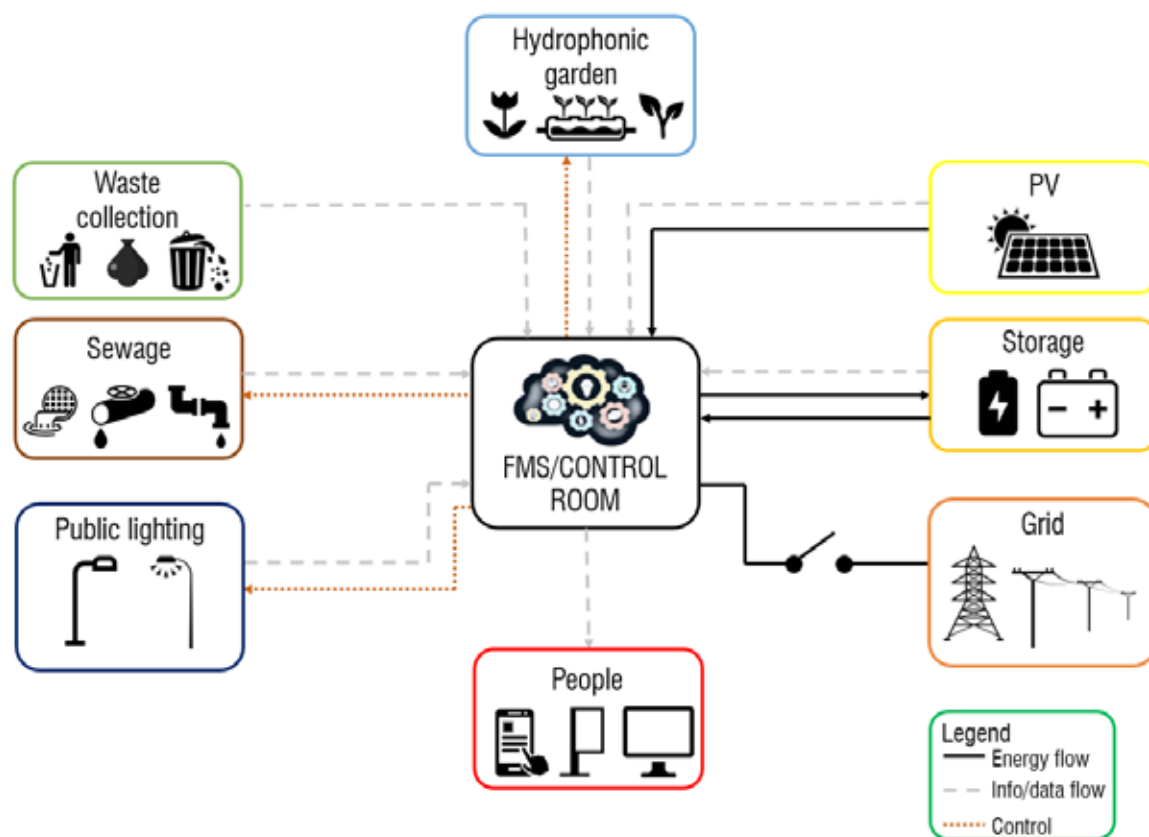 Hydrophonic
garden
Waste
collection
PV
Sewage
Storage
FMS/CONTROL
ROOM
Public lighting
Grid
People
Legend
Energy flow
Info/data flow
Control